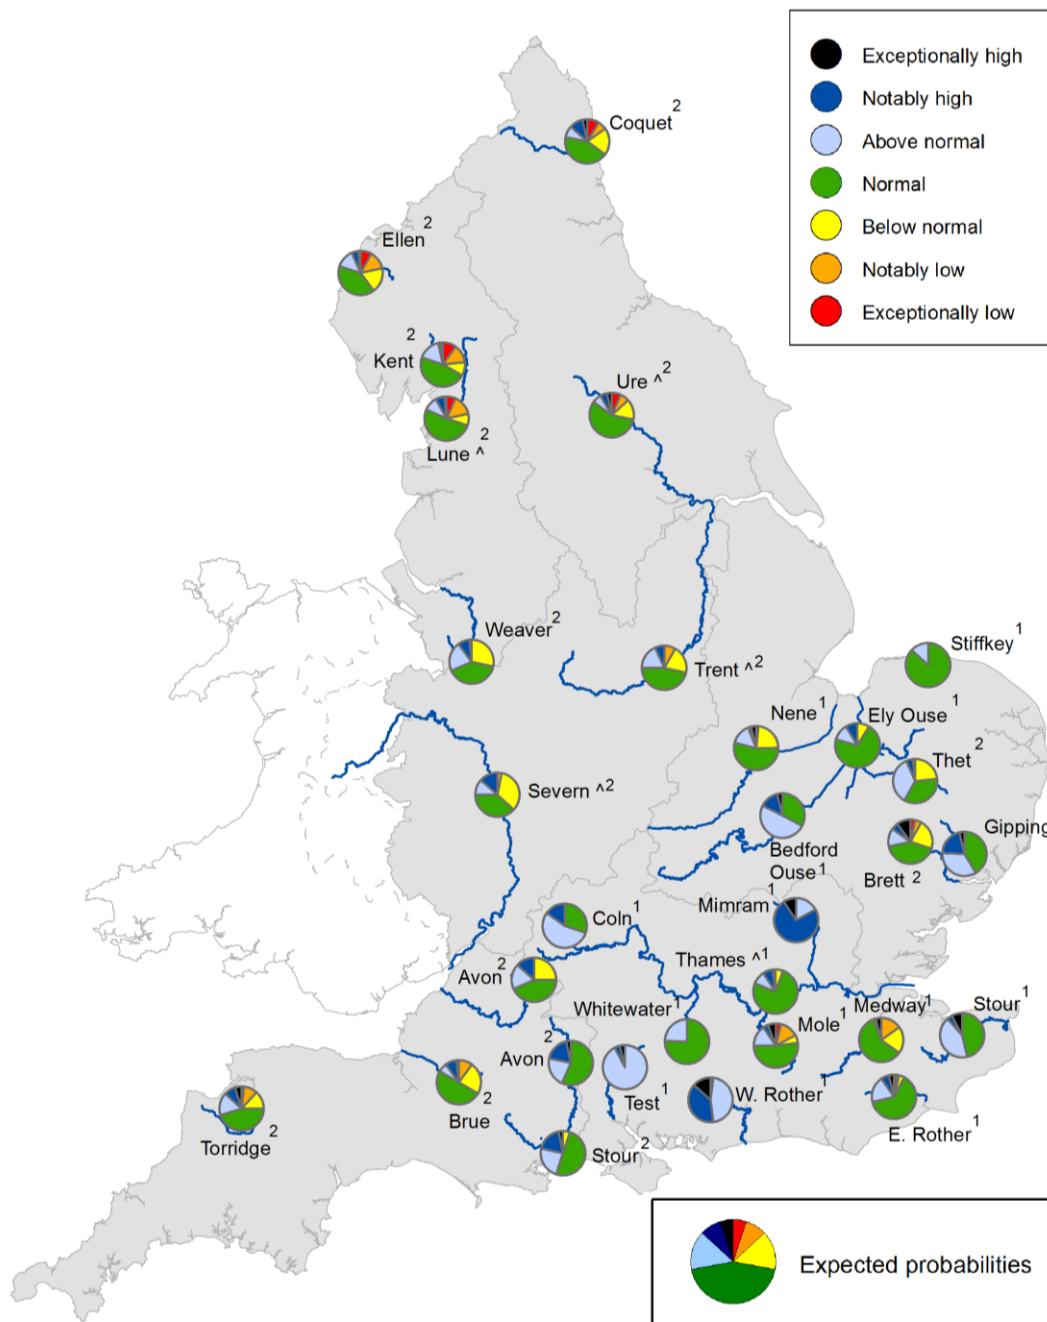 Exceptionally high
Notably high
Above normal
Normal
Below normal
Notably low
Exceptionally low
Coquet 2
Ellen 2
Kent 2
Ure ^ 2
Lune ^ 2
Weaver 2
Trent ^ 2
Stiffkey 1
Nene 1
Ely Ouse 1
Thet 2
Severn ^ 2
Bedford
Ouse 1
Brett 2
Gipping
Mimram 1
Coln 1
Avon 2
Thames ^ 1
Whitewater 1
Mole 1
Medway 1
Stour 1
Avon 2
Test 1
W. Rother 1
E. Rother 1
Brue 2
Torridge 2
Stour 2
Expected probabilities